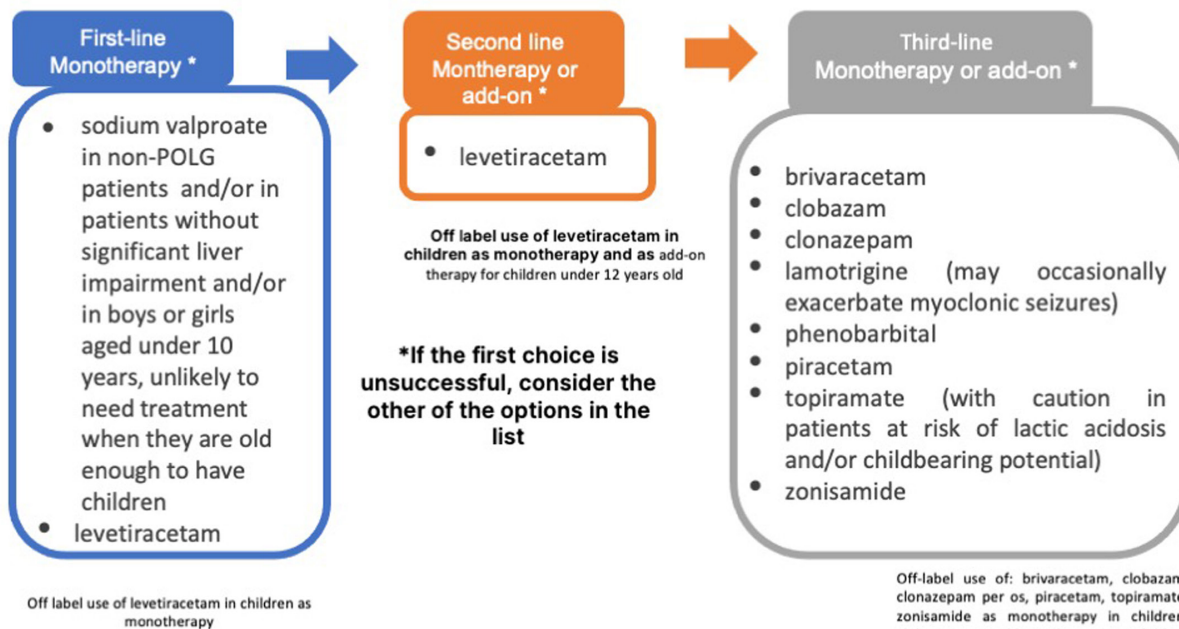 First-line
Monotherapy *
• sodium valproate
in non-POLG
patients and/or in
patients without
significant liver
impairment and/or
in boys or girls
aged under 10
years, unlikely to
need treatment
when they are old
enough to have
children
• levetiracetam
Off label use of levetiracetam in children as
monotherapy
Second line
Montherapy or
add-on *
• levetiracetam
Off label use of levetiracetam in
children as monotherapy and as add-on
therapy for children under 12 years old
*If the first choice is
unsuccessful, consider the
other of the options in the
list
Third-line
Monotherapy or add-on *
• brivaracetam
• clobazam
• clonazepam
• lamotrigine (may occasionally
exacerbate myoclonic seizures)
• phenobarbital
• piracetam
• topiramate (with caution in
patients at risk of lactic acidosis
and/or childbearing potential)
• zonisamide
Off-label use of: brivaracetam, clobazam
clonazepam per os, piracetam, topiramate
zonisamide as monotherapy in children